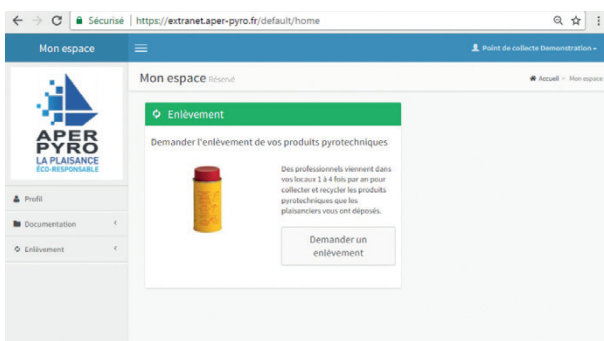 Sécurisé https://extranet.aper-pyro.fr/default/home
Mon espace
Point de collecte Demonstration
Mon espace Réservé
Accueil > Mon espace
APER
PYRO
LA PLAISANCE
ÉCO-RESPONSABLE
Profil
Documentation
Enlèvement
Enlèvement
Demander l'enlèvement de vos produits pyrotechniques
Des professionnels viennent dans
vos locaux 1 à 4 fois par an pour
collecter et recycler les produits
pyrotechniques que les
plaisanciers vous ont déposés.
Demander un
enlèvement